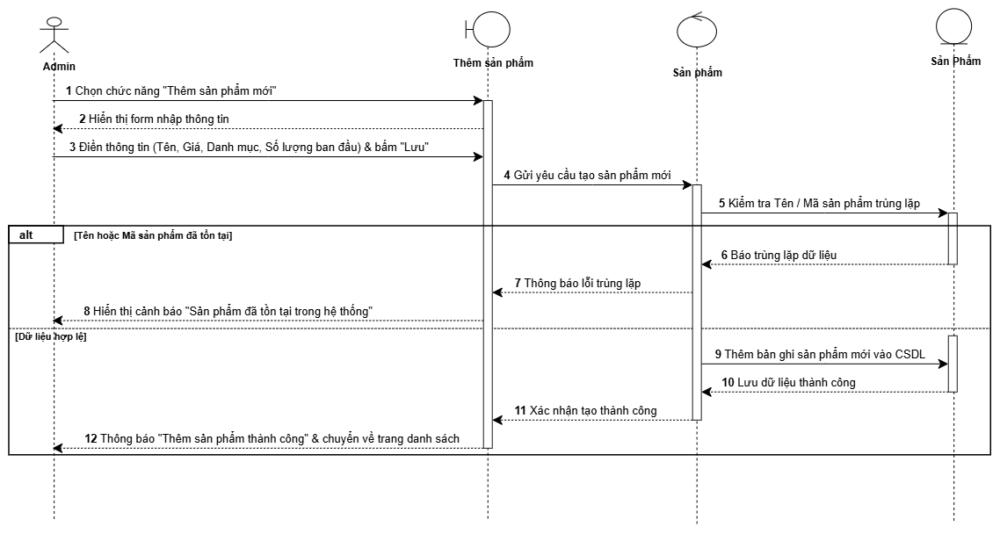 Admin
Thêm sản phẩm
Sản phẩm
Sản Phẩm
1 Chọn chức năng "Thêm sản phẩm mới"
2 Hiển thị form nhập thông tin
3 Điền thông tin (Tên, Giá, Danh mục, Số lượng ban đầu) & bấm "Lưu"
4 Gửi yêu cầu tạo sản phẩm mới
5 Kiểm tra Tên / Mã sản phẩm trùng lặp
alt
[Tên hoặc Mã sản phẩm đã tồn tại]
6 Báo trùng lặp dữ liệu
7 Thông báo lỗi trùng lặp
8 Hiển thị cảnh báo "Sản phẩm đã tồn tại trong hệ thống"
[Dữ liệu hợp lệ]
9 Thêm bản ghi sản phẩm mới vào CSDL
10 Lưu dữ liệu thành công
11 Xác nhận tạo thành công
12 Thông báo "Thêm sản phẩm thành công" & chuyển về trang danh sách